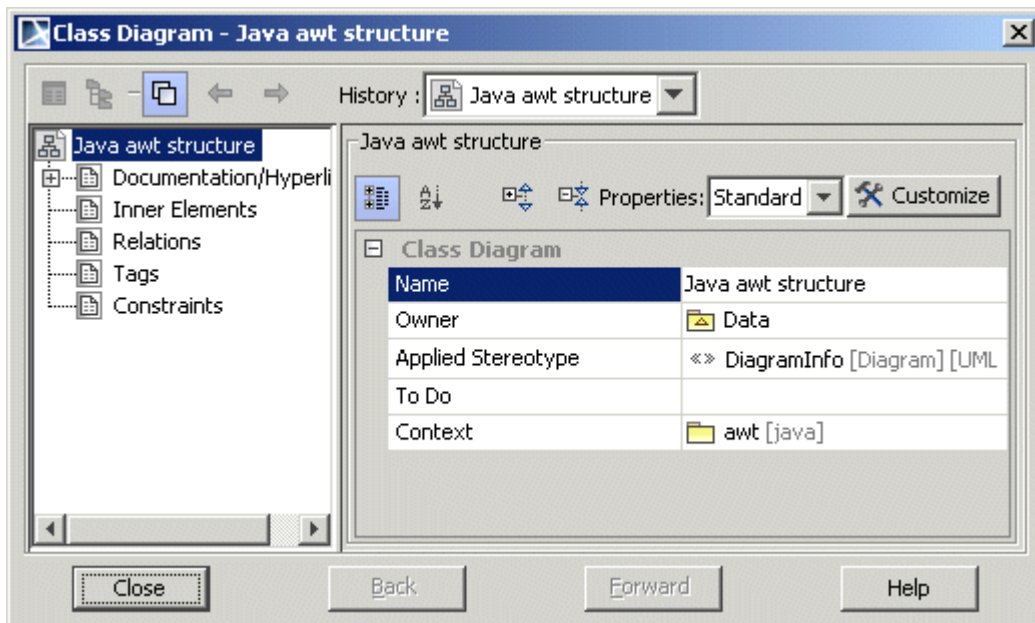 Class Diagram - Java awt structure
History : Java awt structure
Java awt structure
Documentation/Hyperli
Inner Elements
Relations
Tags
Constraints
Java awt structure
Properties: Standard Customize
Class Diagram
Name Java awt structure
Owner Data
Applied Stereotype «» DiagramInfo [Diagram] [UML
To Do
Context awt [java]
Close Back Forward Help